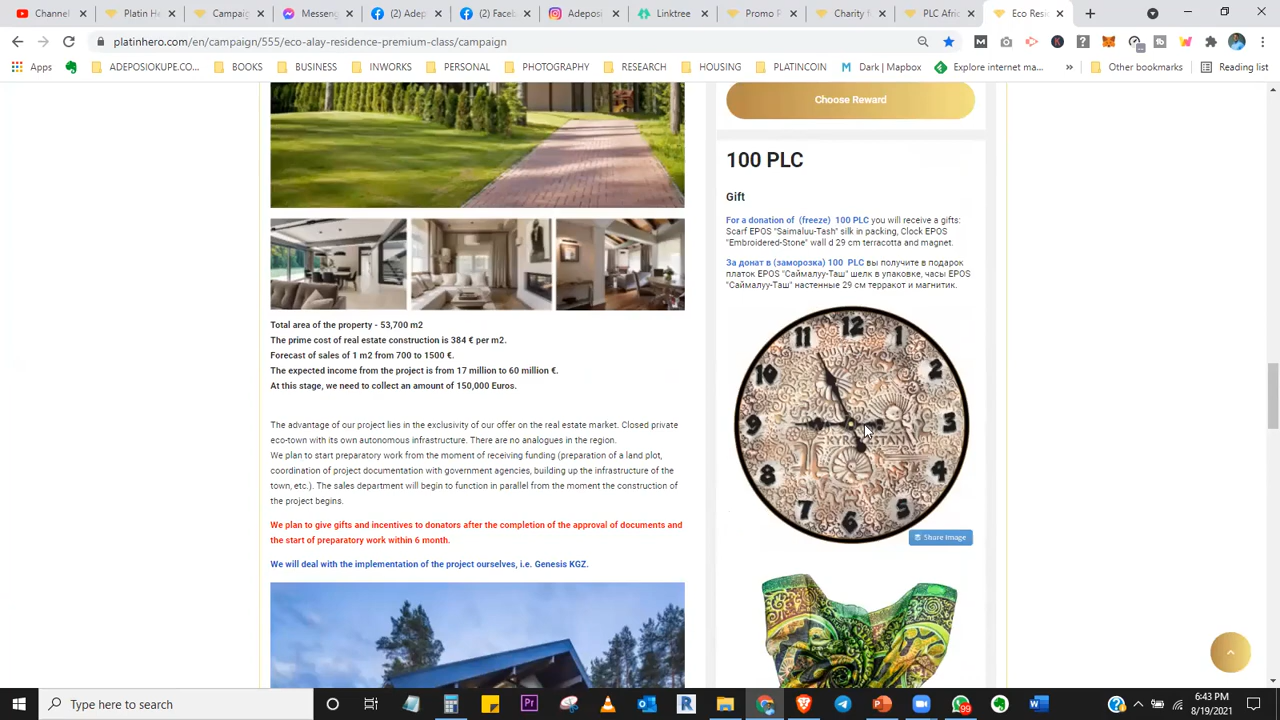 Channel
Platin He
Campaig
Messeng
(2) Adep
(2) Faceb
Adeposi
Linktree
Promo P
Charity f
PLC Afric
Eco Resi
platinhero.com/en/campaign/555/eco-alay-residence-premium-class/campaign
Apps
ADEPOSIOKUPE.CO...
BOOKS
BUSINESS
INWORKS
PERSONAL
PHOTOGRAPHY
RESEARCH
HOUSING
PLATINCOIN
Dark | Mapbox
Explore internet ma...
»
Other bookmarks
Reading list
Choose Reward
100 PLC
Gift
For a donation of (freeze) 100 PLC you will receive a gifts:
Scarf EPOS "Saimaluu-Tash" silk in packing, Clock EPOS
"Embroidered-Stone" wall d 29 cm terracotta and magnet.
За донат в (заморозка) 100 PLC вы получите в подарок
платок EPOS "Саймалуу-Таш" шелк в упаковке, часы EPOS
"Саймалуу-Таш" настенные 29 см терракот и магнитик.
12
1
2
3
4
5
6
7
8
9
10
11
KYRGYZSTAN
Share Image
Total area of the property - 53,700 m2
The prime cost of real estate construction is 384 € per m2.
Forecast of sales of 1 m2 from 700 to 1500 €.
The expected income from the project is from 17 million to 60 million €.
At this stage, we need to collect an amount of 150,000 Euros.
The advantage of our project lies in the exclusivity of our offer on the real estate market. Closed private
eco-town with its own autonomous infrastructure. There are no analogues in the region.
We plan to start preparatory work from the moment of receiving funding (preparation of a land plot,
coordination of project documentation with government agencies, building up the infrastructure of the
town, etc.). The sales department will begin to function in parallel from the moment the construction of
the project begins.
We plan to give gifts and incentives to donators after the completion of the approval of documents and
the start of preparatory work within 6 month.
We will deal with the implementation of the project ourselves, i.e. Genesis KGZ.
Type here to search
99
6:43 PM
8/19/2021